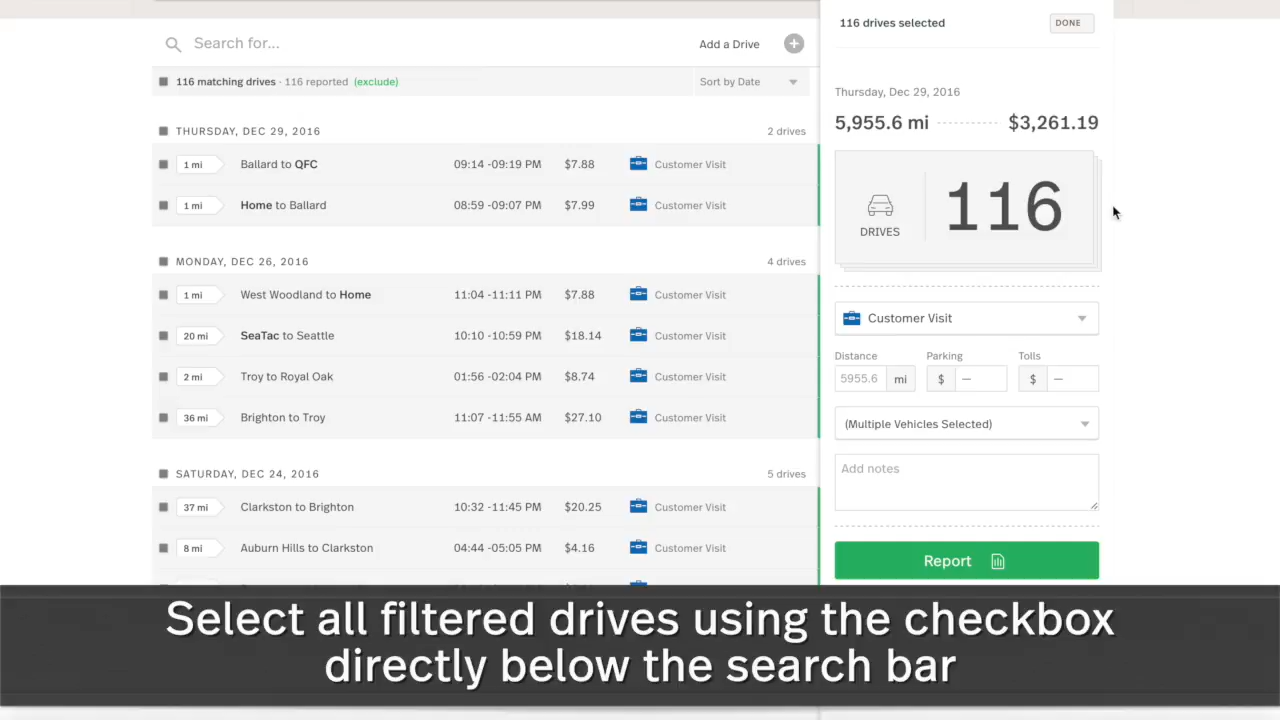 Search for...
Add a Drive
116 matching drives · 116 reported (exclude)
Sort by Date
THURSDAY, DEC 29, 2016
2 drives
1 mi Ballard to QFC 09:14 -09:19 PM $7.88 Customer Visit
1 mi Home to Ballard 08:59 -09:07 PM $7.99 Customer Visit
MONDAY, DEC 26, 2016
4 drives
1 mi West Woodland to Home 11:04 -11:11 PM $7.88 Customer Visit
20 mi SeaTac to Seattle 10:10 -10:59 PM $18.14 Customer Visit
2 mi Troy to Royal Oak 01:56 -02:04 PM $8.74 Customer Visit
36 mi Brighton to Troy 11:07 -11:55 AM $27.10 Customer Visit
SATURDAY, DEC 24, 2016
5 drives
37 mi Clarkston to Brighton 10:32 -11:45 PM $20.25 Customer Visit
8 mi Auburn Hills to Clarkston 04:44 -05:05 PM $4.16 Customer Visit
116 drives selected
DONE
Thursday, Dec 29, 2016
5,955.6 mi $3,261.19
DRIVES
116
Customer Visit
Distance Parking Tolls
5955.6 mi $ — $ —
(Multiple Vehicles Selected)
Add notes
Report
Select all filtered drives using the checkbox
directly below the search bar